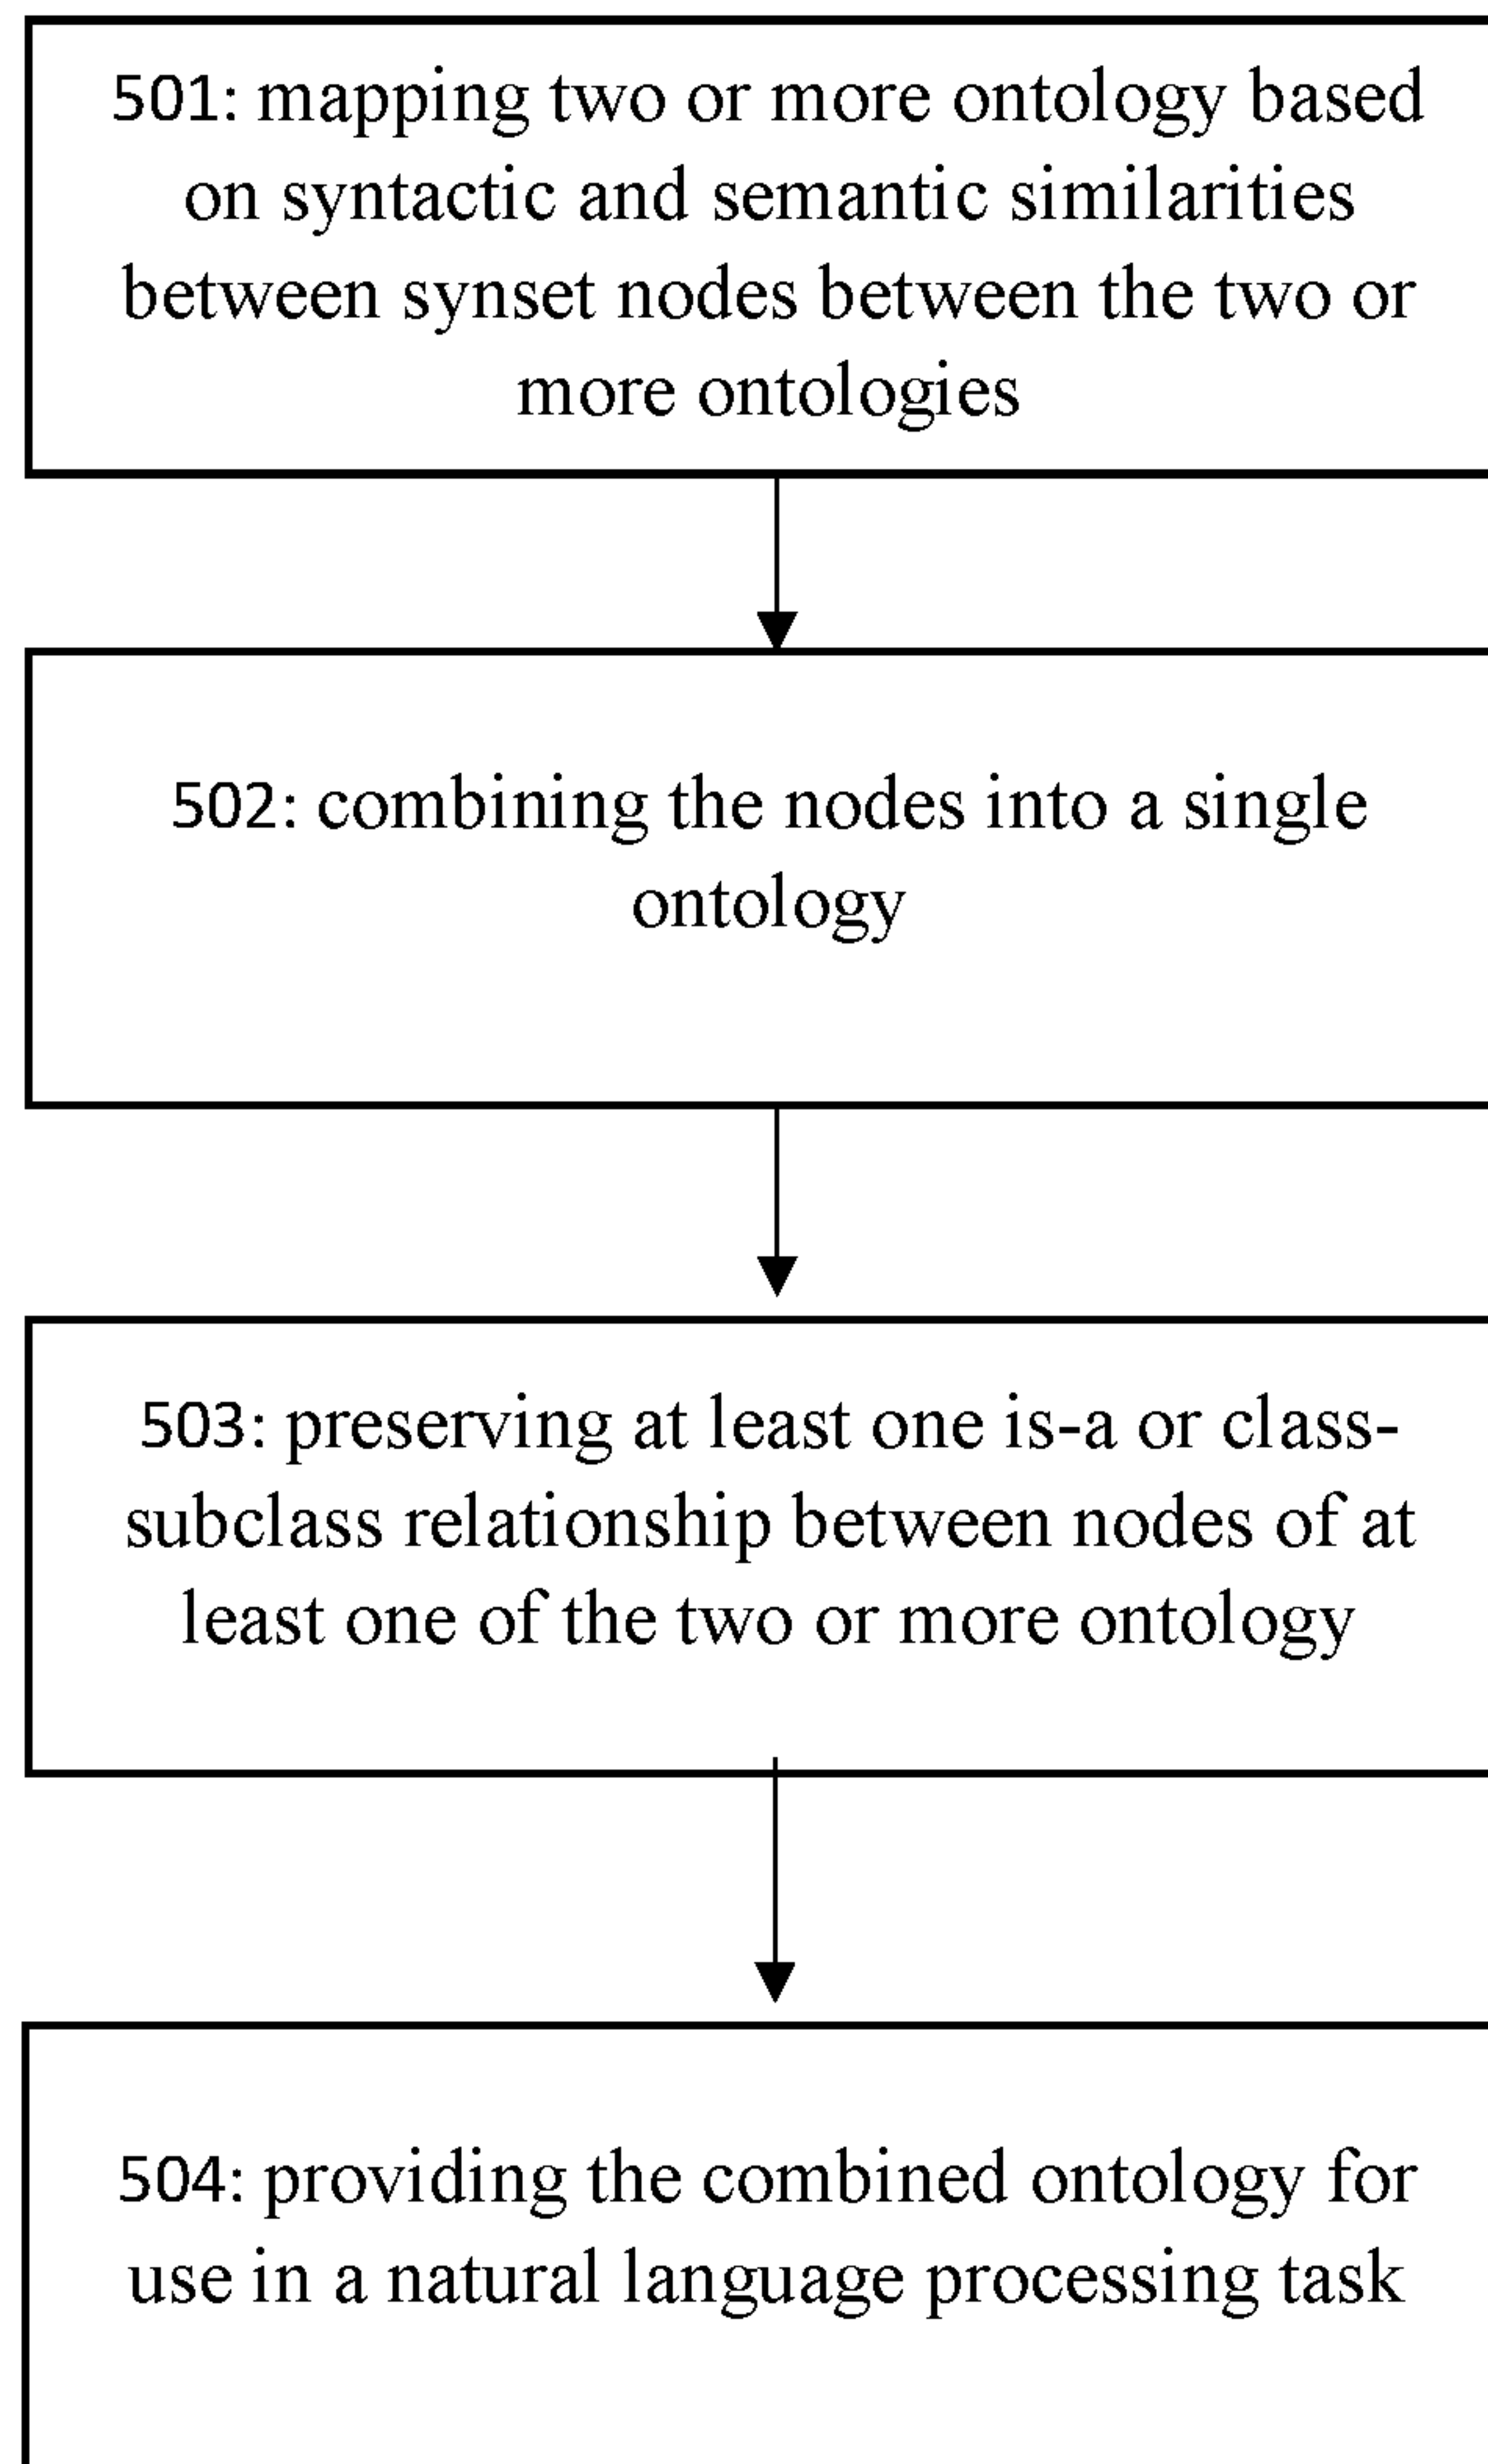 501: mapping two or more ontology based
on syntactic and semantic similarities
between synset nodes between the two or
more ontologies
502: combining the nodes into a single
ontology
503: preserving at least one is-a or class-
subclass relationship between nodes of at
least one of the two or more ontology
504: providing the combined ontology for
use in a natural language processing task